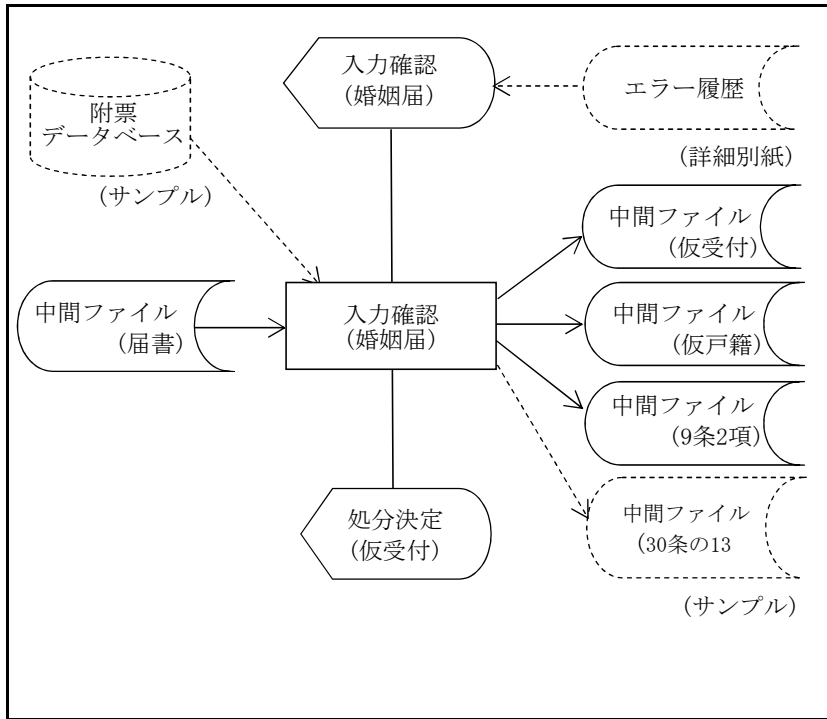 入力確認
(婚姻届)
エラー履歴
(詳細別紙)
附票
データベース
(サンプル)
中間ファイル
(仮受付)
中間ファイル
(届書)
入力確認
(婚姻届)
中間ファイル
(仮戸籍)
中間ファイル
(9条2項)
処分決定
(仮受付)
中間ファイル
(30条の13
(サンプル)